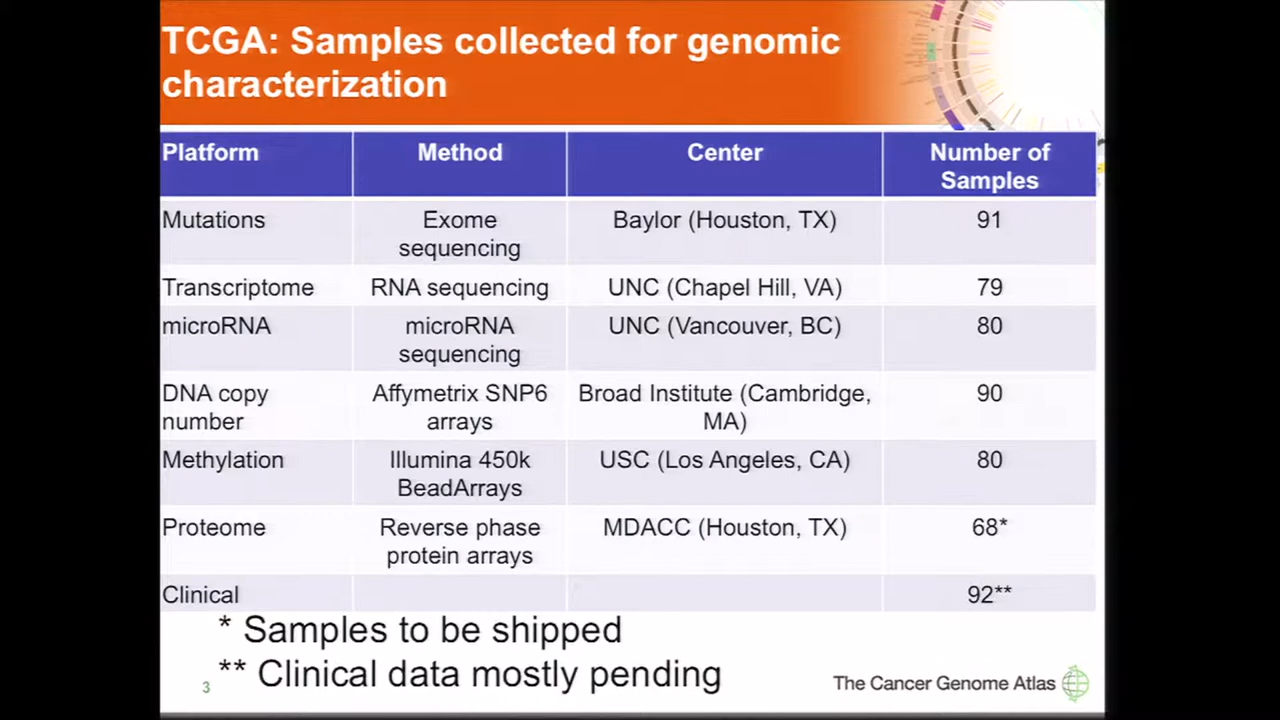 TCGA: Samples collected for genomic
characterization
Platform Method Center Number of
Samples
Mutations Exome
sequencing Baylor (Houston, TX) 91
Transcriptome RNA sequencing UNC (Chapel Hill, VA) 79
microRNA microRNA
sequencing UNC (Vancouver, BC) 80
DNA copy
number Affymetrix SNP6
arrays Broad Institute (Cambridge,
MA) 90
Methylation Illumina 450k
BeadArrays USC (Los Angeles, CA) 80
Proteome Reverse phase
protein arrays MDACC (Houston, TX) 68*
Clinical 92**
* Samples to be shipped
** Clinical data mostly pending
3
The Cancer Genome Atlas